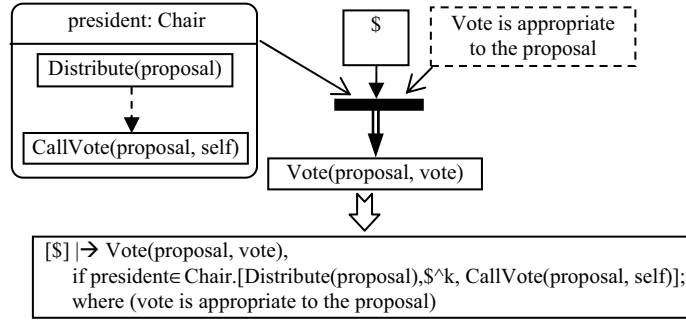 president: Chair
Distribute(proposal)
CallVote(proposal, self)
$
Vote is appropriate
to the proposal
Vote(proposal, vote)
[$] |→ Vote(proposal, vote),
if president∈Chair.[Distribute(proposal),$^k, CallVote(proposal, self)];
where (vote is appropriate to the proposal)